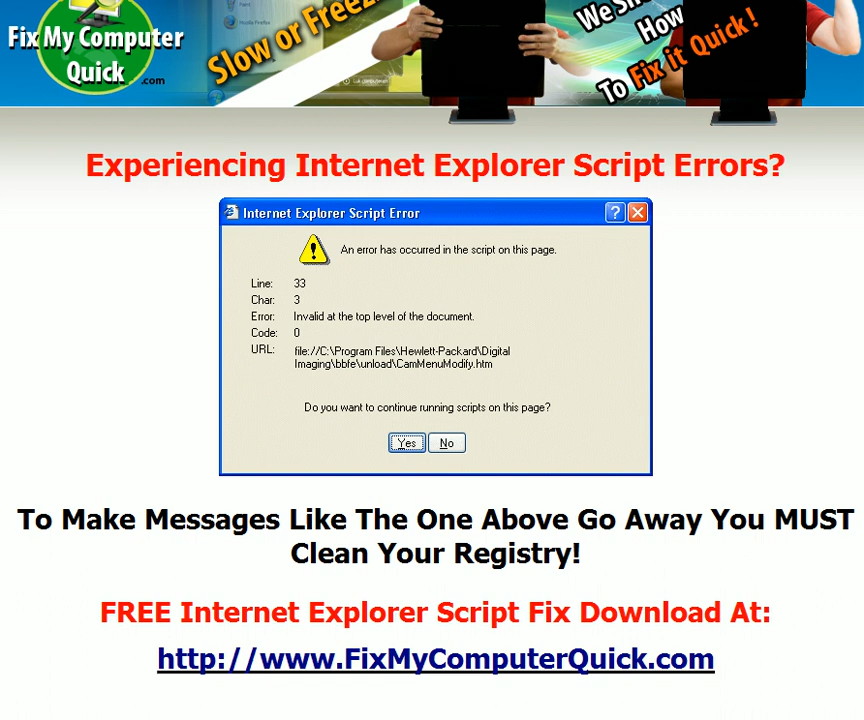 Fix My Computer
Quick
.com
Slow or Freez
We S
How
To Fix it Quick!
Experiencing Internet Explorer Script Errors?
Internet Explorer Script Error
An error has occurred in the script on this page.
Line: 33
Char: 3
Error: Invalid at the top level of the document.
Code: 0
URL: file://C:\Program Files\Hewlett-Packard\Digital
Imaging\bbfe\unload\CamMenuModify.htm
Do you want to continue running scripts on this page?
Yes No
To Make Messages Like The One Above Go Away You MUST
Clean Your Registry!
FREE Internet Explorer Script Fix Download At:
http://www.FixMyComputerQuick.com